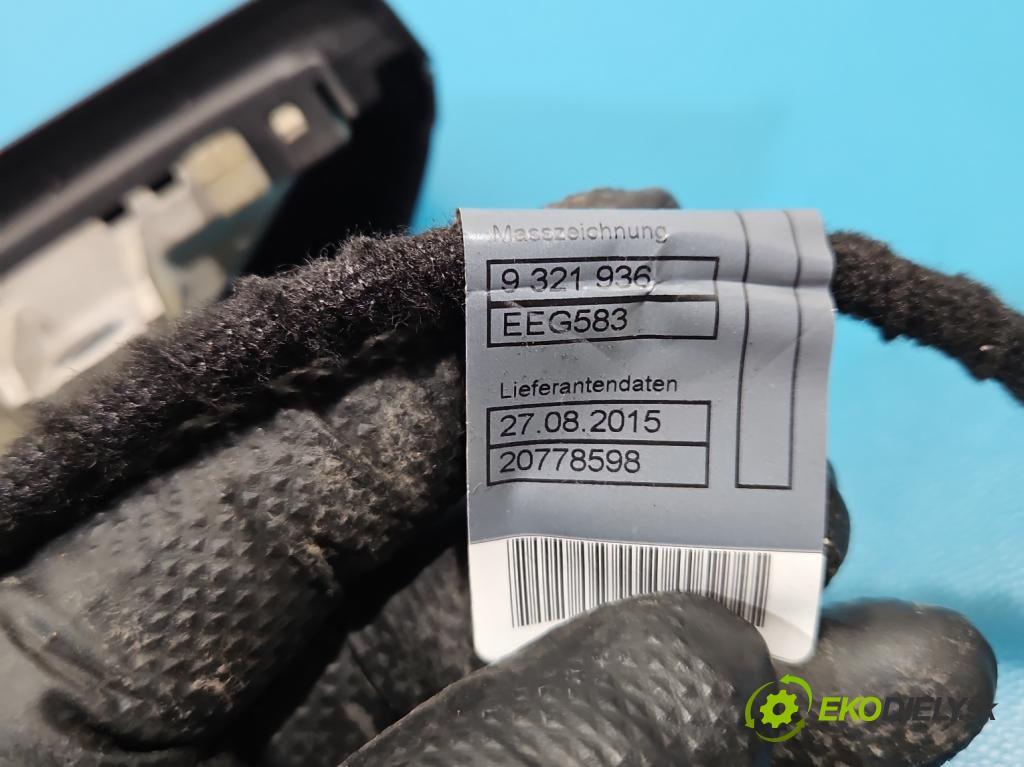 Masszeichnung
9 321 936
EEG583
Lieferantendaten
27.08.2015
20778598
EKODIELY.sk